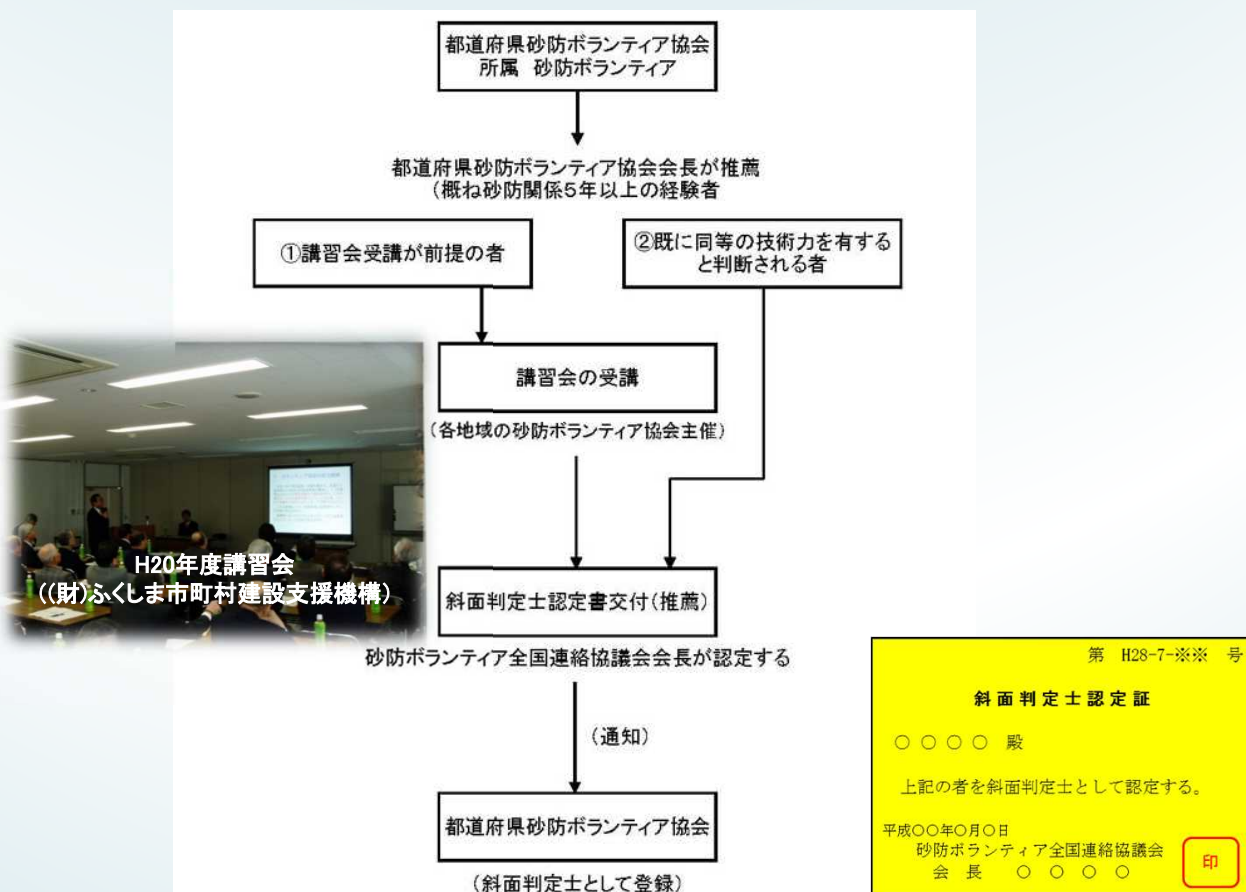 都道府県砂防ボランティア協会
所属 砂防ボランティア
都道府県砂防ボランティア協会会長が推薦
(概ね砂防関係5年以上の経験者
①講習会受講が前提の者
②既に同等の技術力を有する
と判断される者
講習会の受講
(各地域の砂防ボランティア協会主催)
H20年度講習会
((財)ふくしま市町村建設支援機構)
斜面判定士認定書交付(推薦)
砂防ボランティア全国連絡協議会会長が認定する
(通知)
都道府県砂防ボランティア協会
(斜面判定士として登録)
第 H28-7-※※ 号
斜面判定士認定証
〇〇〇〇 殿
上記の者を斜面判定士として認定する。
平成〇〇年〇月〇日
砂防ボランティア全国連絡協議会
会 長 〇 〇 〇 〇
印